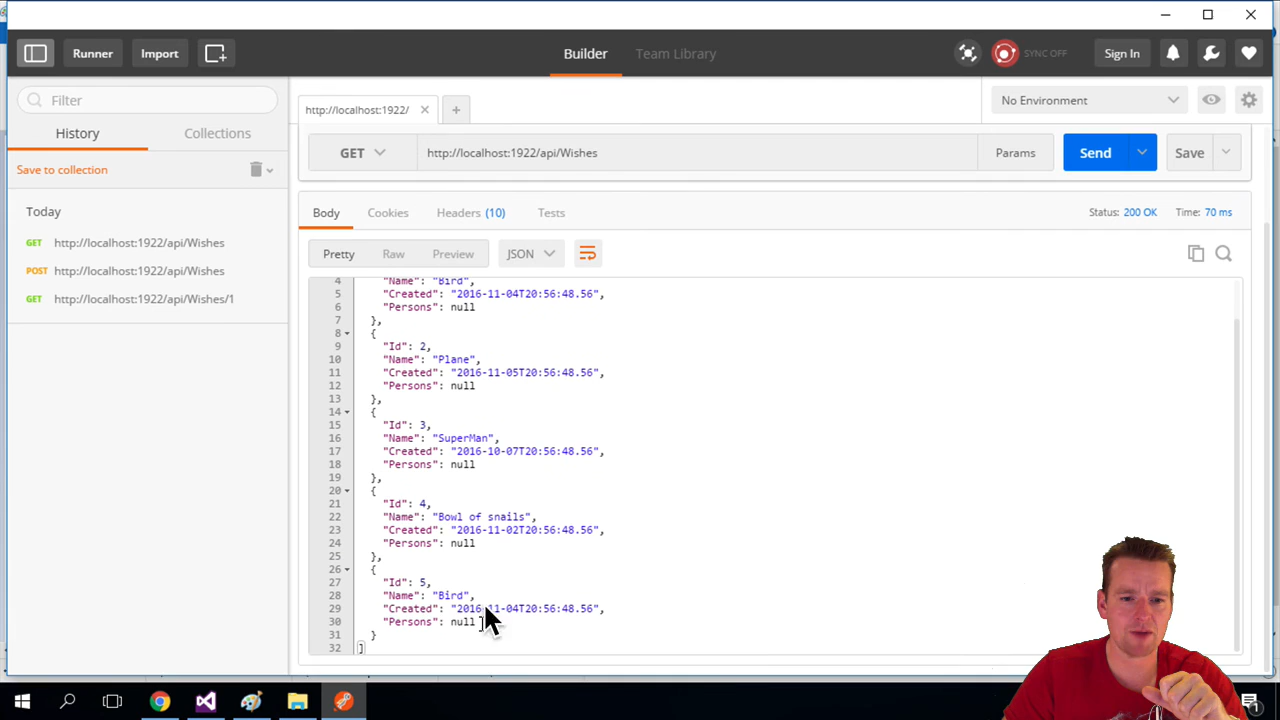 Runner
Import
Builder
Team Library
SYNC OFF
Sign In
Filter
History
Collections
Save to collection
Today
GET http://localhost:1922/api/Wishes
POST http://localhost:1922/api/Wishes
GET http://localhost:1922/api/Wishes/1
http://localhost:1922/
No Environment
GET http://localhost:1922/api/Wishes Params Send Save
Body Cookies Headers (10) Tests Status: 200 OK Time: 70 ms
Pretty Raw Preview JSON
4 "Name": "Bird",
5 "Created": "2016-11-04T20:56:48.56",
6 "Persons": null
7 },
8 {
9 "Id": 2,
10 "Name": "Plane",
11 "Created": "2016-11-05T20:56:48.56",
12 "Persons": null
13 },
14 {
15 "Id": 3,
16 "Name": "SuperMan",
17 "Created": "2016-10-07T20:56:48.56",
18 "Persons": null
19 },
20 {
21 "Id": 4,
22 "Name": "Bowl of snails",
23 "Created": "2016-11-02T20:56:48.56",
24 "Persons": null
25 },
26 {
27 "Id": 5,
28 "Name": "Bird",
29 "Created": "2016-11-04T20:56:48.56",
30 "Persons": null
31 }
32 ]
1